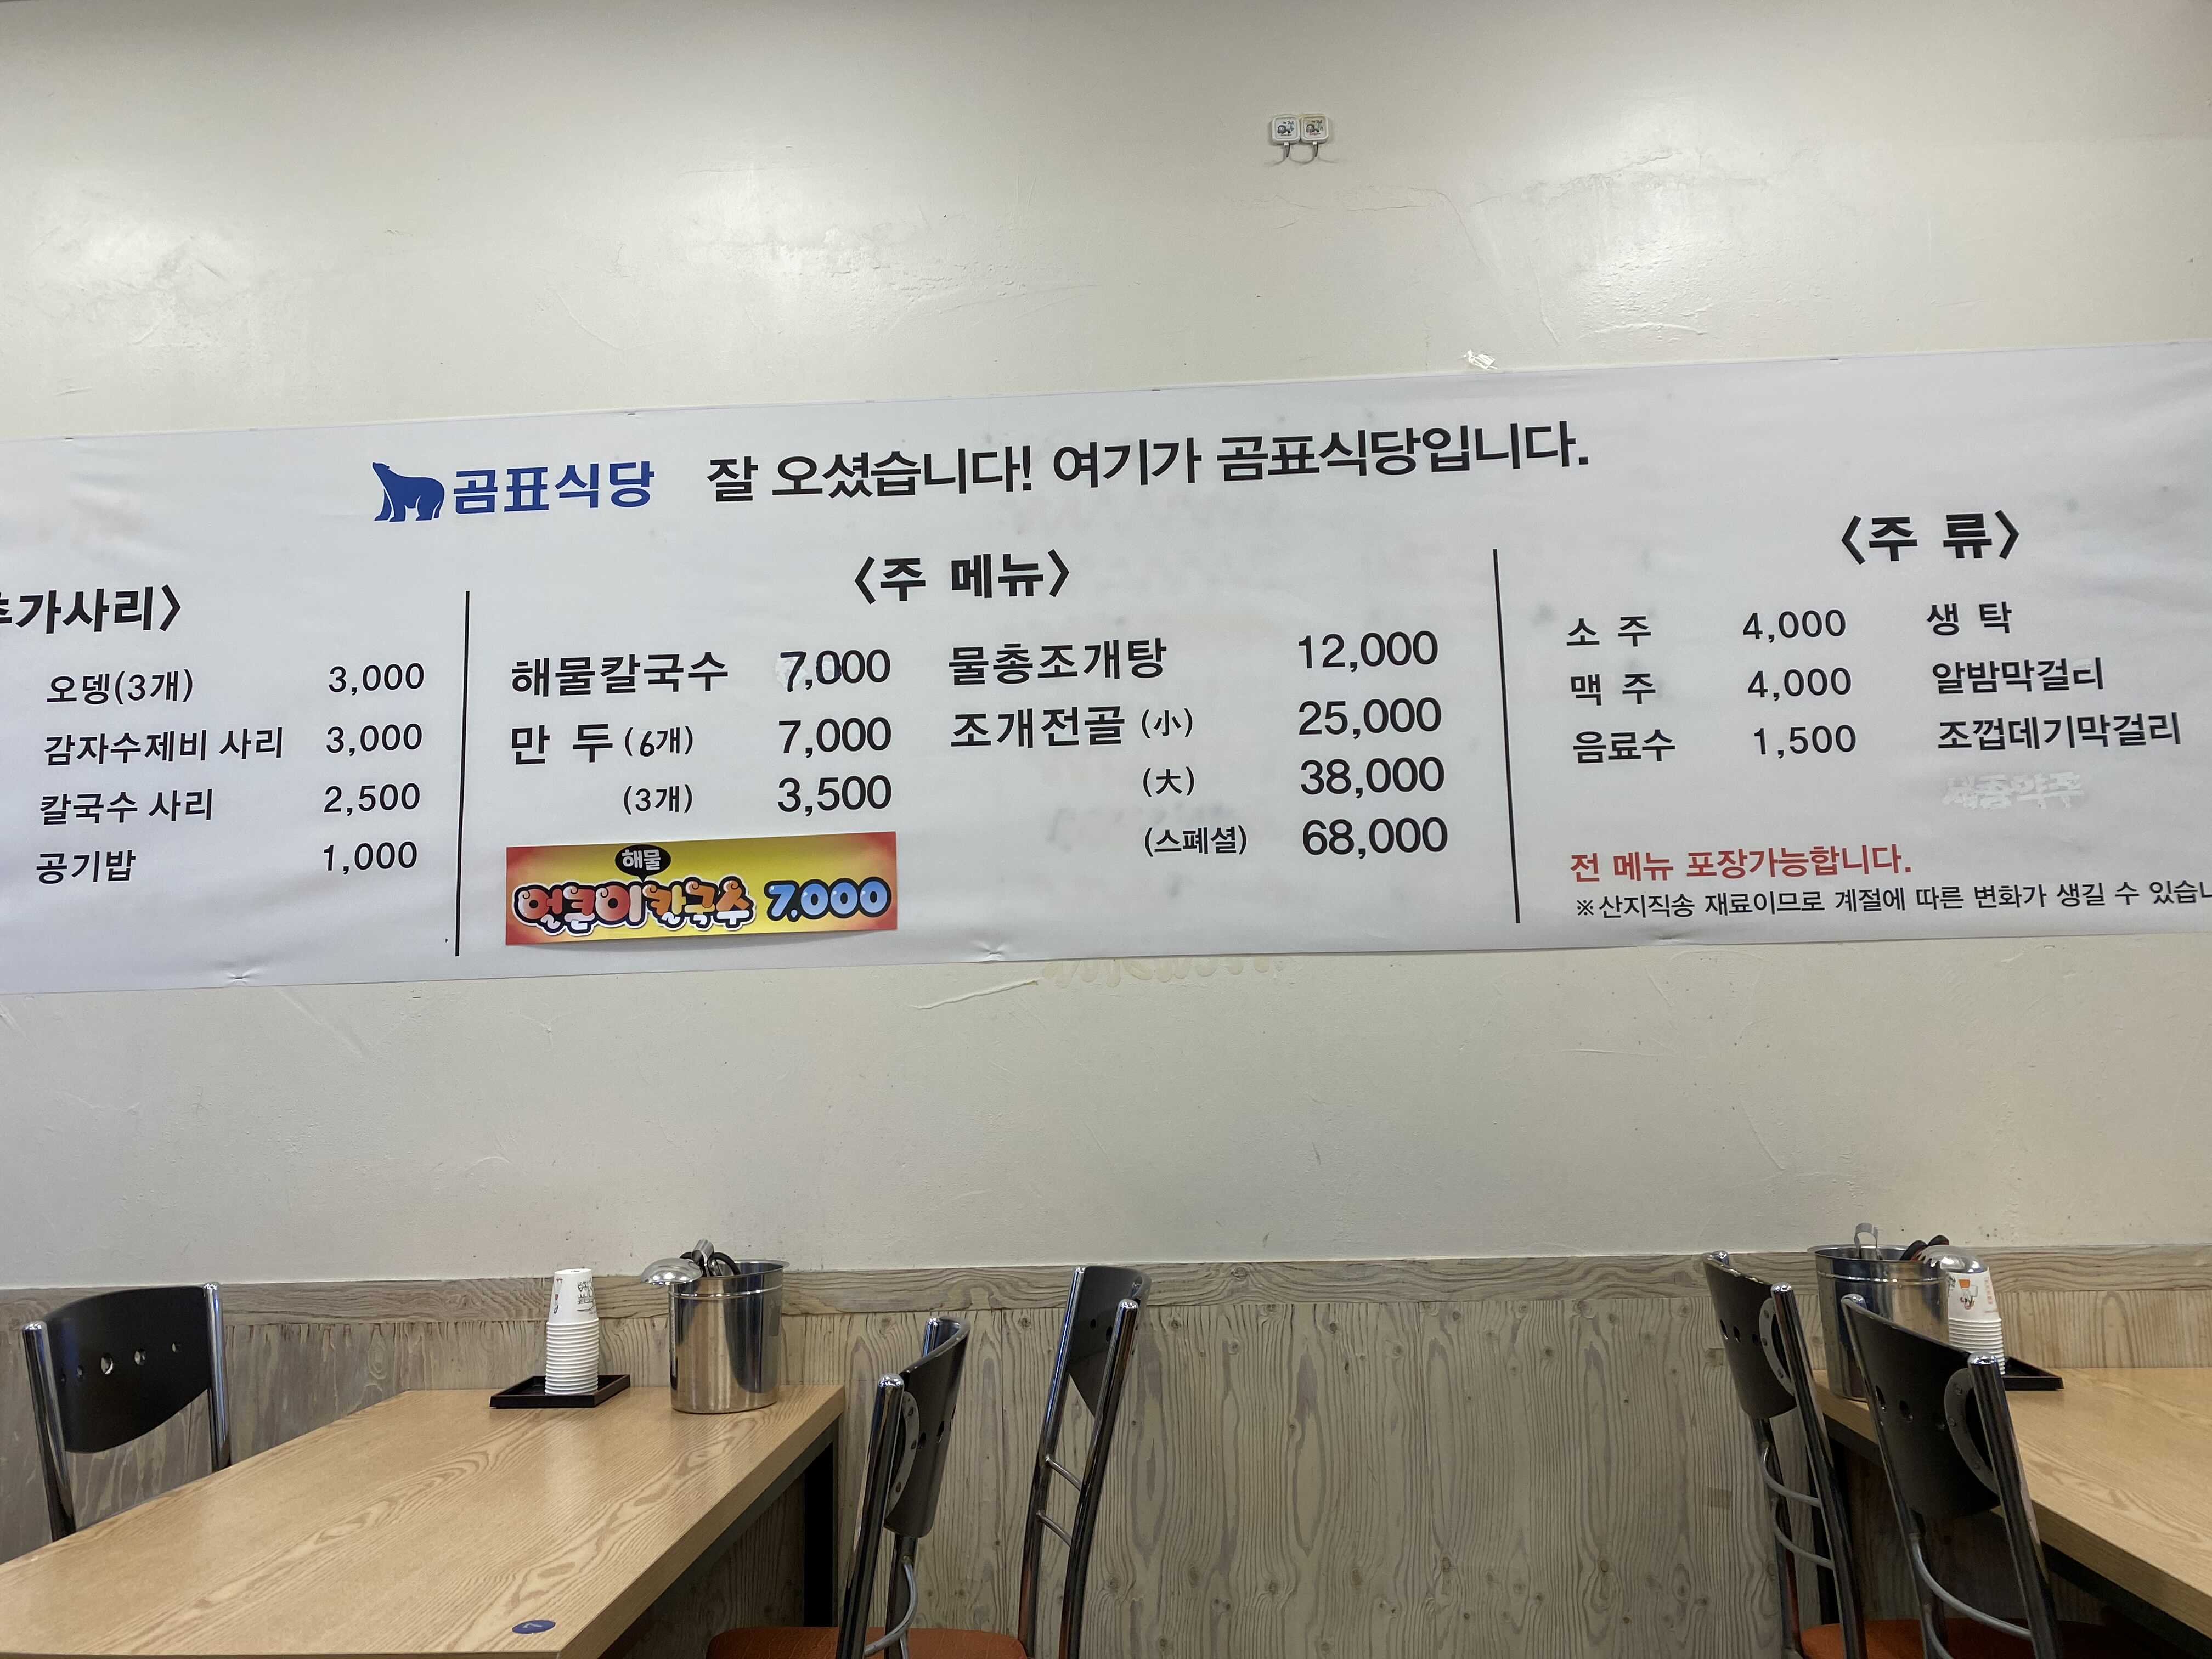 곰표식당 잘 오셨습니다! 여기가 곰표식당입니다.
가사리>
오뎅(3개) 3,000
감자수제비 사리 3,000
칼국수 사리 2,500
공기밥 1,000
<주 메뉴>
해물칼국수 7,000
만 두 (6개) 7,000
(3개) 3,500
해물
얼큰이칼국수 7,000
물총조개탕 12,000
조개전골 (小) 25,000
(大) 38,000
(스폐셜) 68,000
<주 류>
소 주 4,000
맥 주 4,000
음료수 1,500
생 탁
알밤막걸리
조껍데기막걸리
전 메뉴 포장가능합니다.
※산지직송 재료이므로 계절에 따른 변화가 생길 수 있습